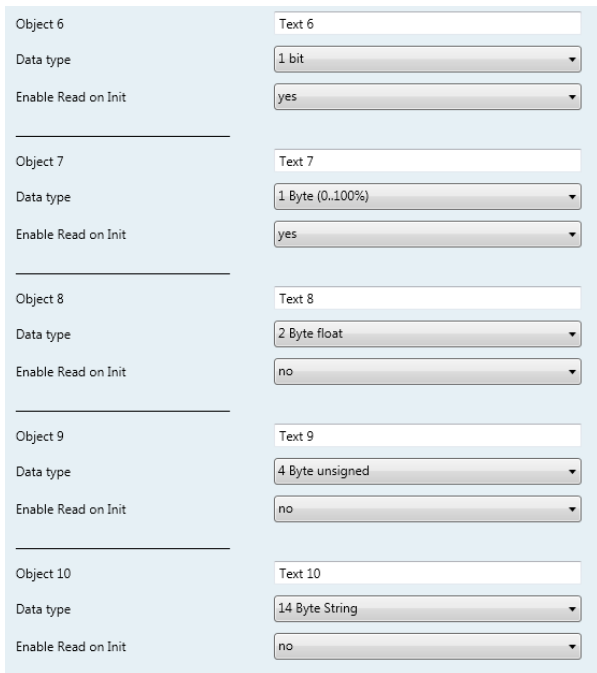 Object 6 Text 6
Data type 1 bit
Enable Read on Init yes
Object 7 Text 7
Data type 1 Byte (0..100%)
Enable Read on Init yes
Object 8 Text 8
Data type 2 Byte float
Enable Read on Init no
Object 9 Text 9
Data type 4 Byte unsigned
Enable Read on Init no
Object 10 Text 10
Data type 14 Byte String
Enable Read on Init no